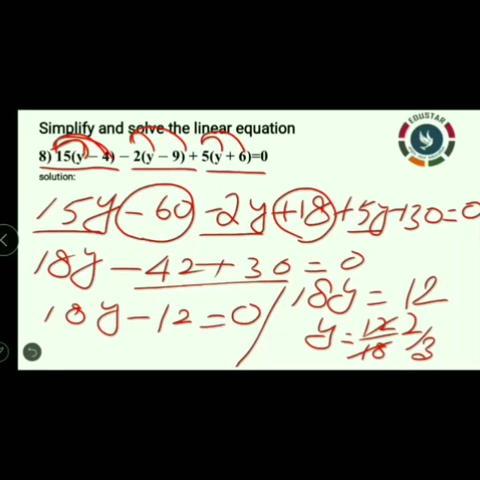 Simplify and solve the linear equation
EDUSTAR
8) 15(y – 4) – 2(y – 9) + 5(y + 6)=0
solution:
15y - 60 - 2y + 18 + 5y + 30 = 0
18y - 42 + 30 = 0
18y - 12 = 0 / 18y = 12
y = 12/18 2/3